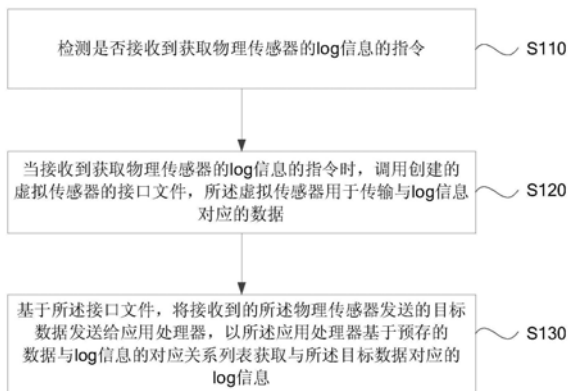 检测是否接收到获取物理传感器的log信息的指令
S110
当接收到获取物理传感器的log信息的指令时，调用创建的
虚拟传感器的接口文件，所述虚拟传感器用于传输与log信息
对应的数据
S120
基于所述接口文件，将接收到的所述物理传感器发送的目标
数据发送给应用处理器，以所述应用处理器基于预存的
数据与log信息的对应关系列表获取与所述目标数据对应的
log信息
S130